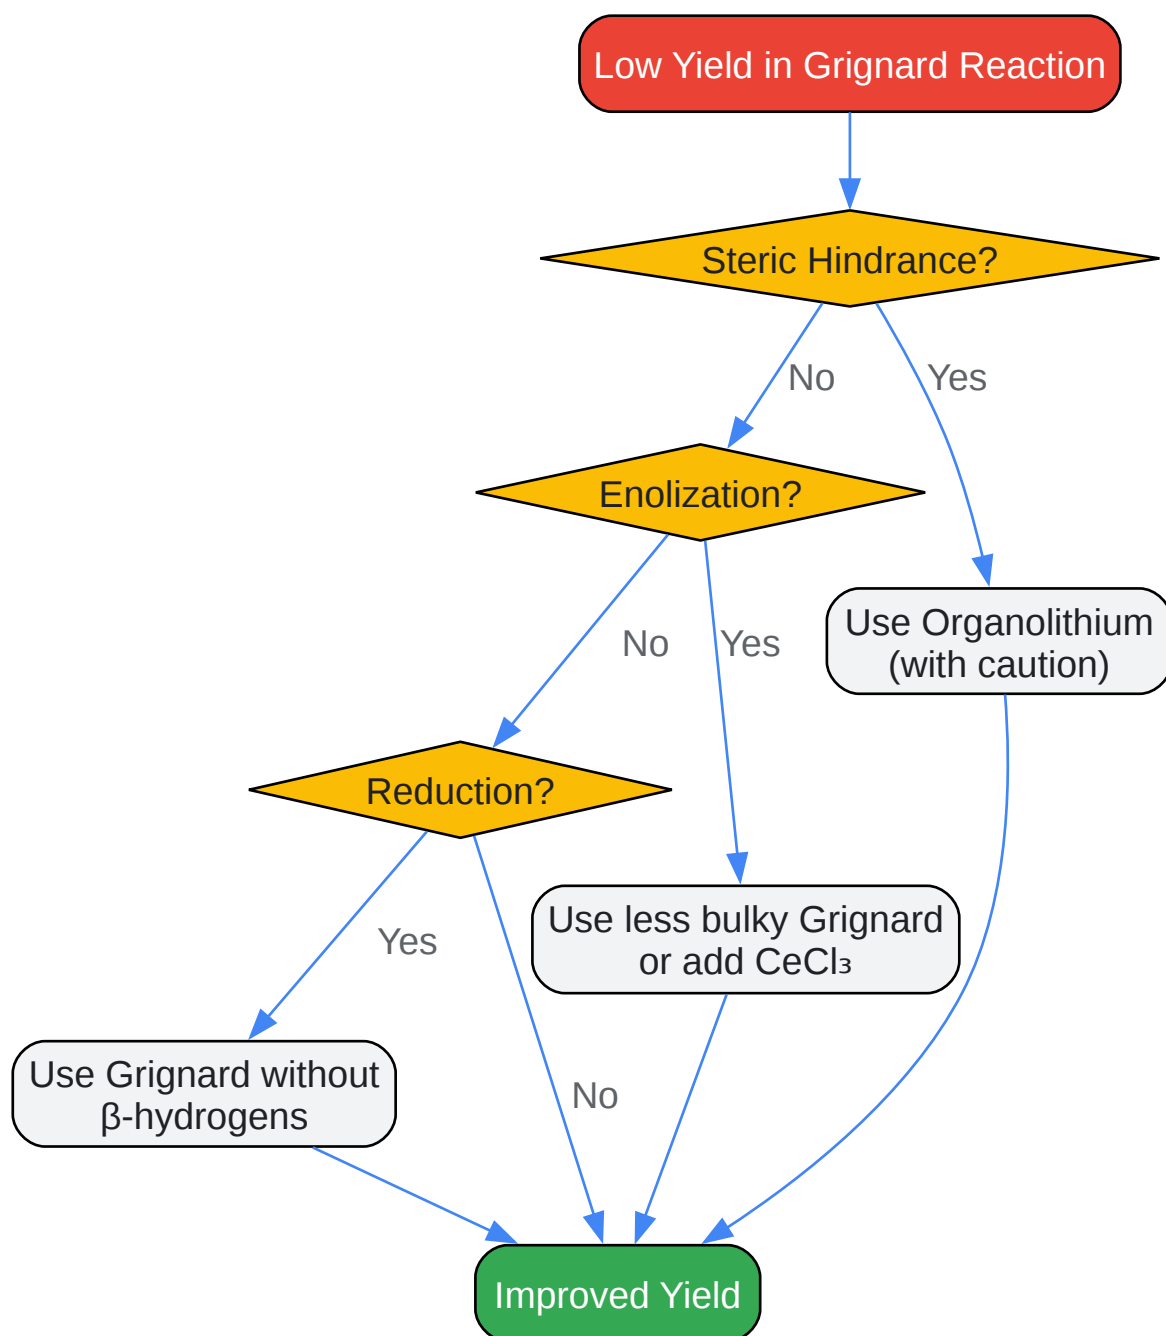 Low Yield in Grignard Reaction
Steric Hindrance?
No
Yes
Enolization?
Use Organolithium
(with caution)
No
Yes
Reduction?
Use less bulky Grignard
or add CeCl₃
Yes
Use Grignard without
β-hydrogens
No
Improved Yield